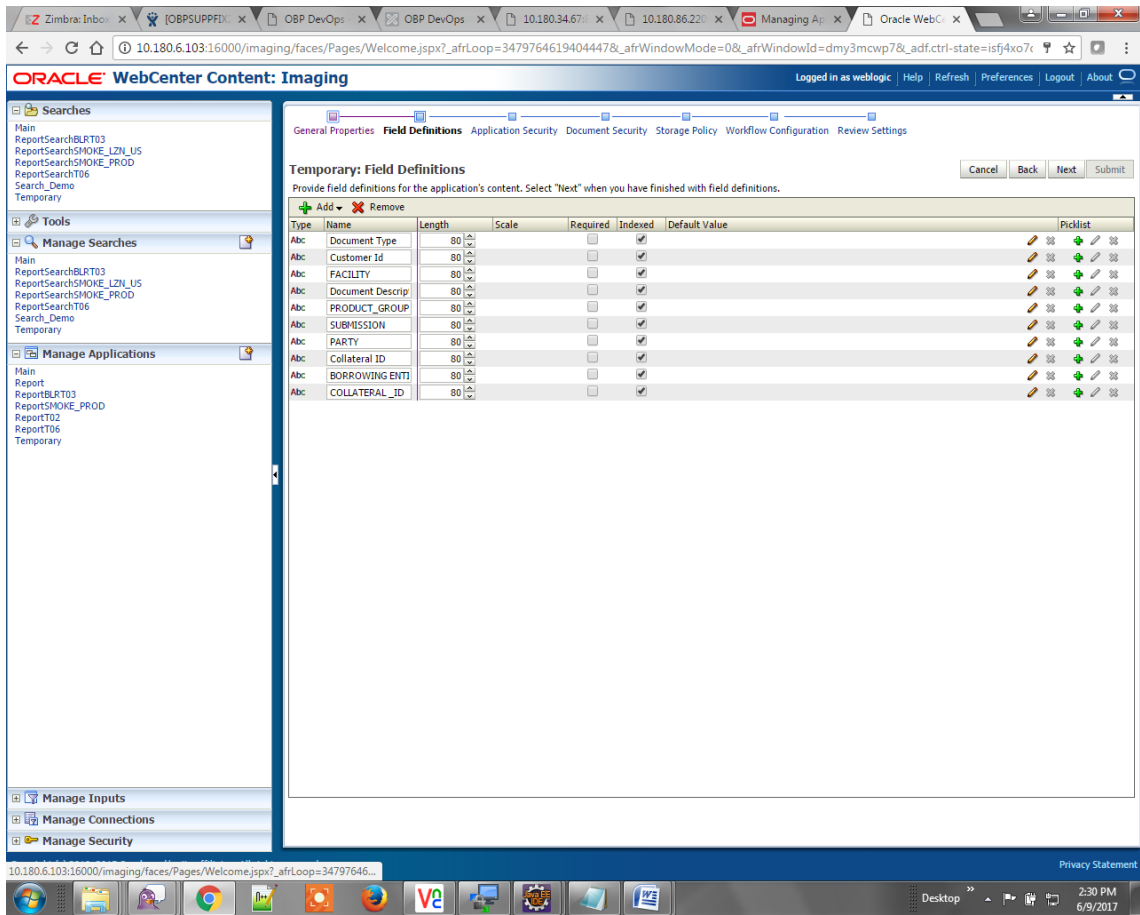 Zimbra: Inbox
[OBPSUPPFIX
OBP DevOps -
OBP DevOps
10.180.34.67:
10.180.86.220
Managing Ap
Oracle WebCe
10.180.6.103:16000/imaging/faces/Pages/Welcome.jspx?_afrLoop=34797646194044447&_afrWindowMode=0&_afrWindowId=dmy3mcwp7&_adf.ctrl-state=isfj4xo7c
ORACLE WebCenter Content: Imaging
Logged in as weblogic | Help | Refresh | Preferences | Logout | About
Searches
Main
ReportSearchBLRT03
ReportSearchSMOKE_LZN_US
ReportSearchSMOKE_PROD
ReportSearchT06
Search_Demo
Temporary
Tools
Manage Searches
Main
ReportSearchBLRT03
ReportSearchSMOKE_LZN_US
ReportSearchSMOKE_PROD
ReportSearchT06
Search_Demo
Temporary
Manage Applications
Main
Report
ReportBLRT03
ReportSMOKE_PROD
ReportT02
ReportT06
Temporary
Manage Inputs
Manage Connections
Manage Security
General Properties Field Definitions Application Security Document Security Storage Policy Workflow Configuration Review Settings
Temporary: Field Definitions
Cancel Back Next Submit
Provide field definitions for the application's content. Select "Next" when you have finished with field definitions.
Add Remove
Type Name Length Scale Required Indexed Default Value Picklist
Abc Document Type 80
Abc Customer Id 80
Abc FACILITY 80
Abc Document Descrip 80
Abc PRODUCT_GROUP 80
Abc SUBMISSION 80
Abc PARTY 80
Abc Collateral ID 80
Abc BORROWING ENTI 80
Abc COLLATERAL _ID 80
Privacy Statement
10.180.6.103:16000/imaging/faces/Pages/Welcome.jspx?_afrLoop=34797646...
Desktop
2:30 PM
6/9/2017